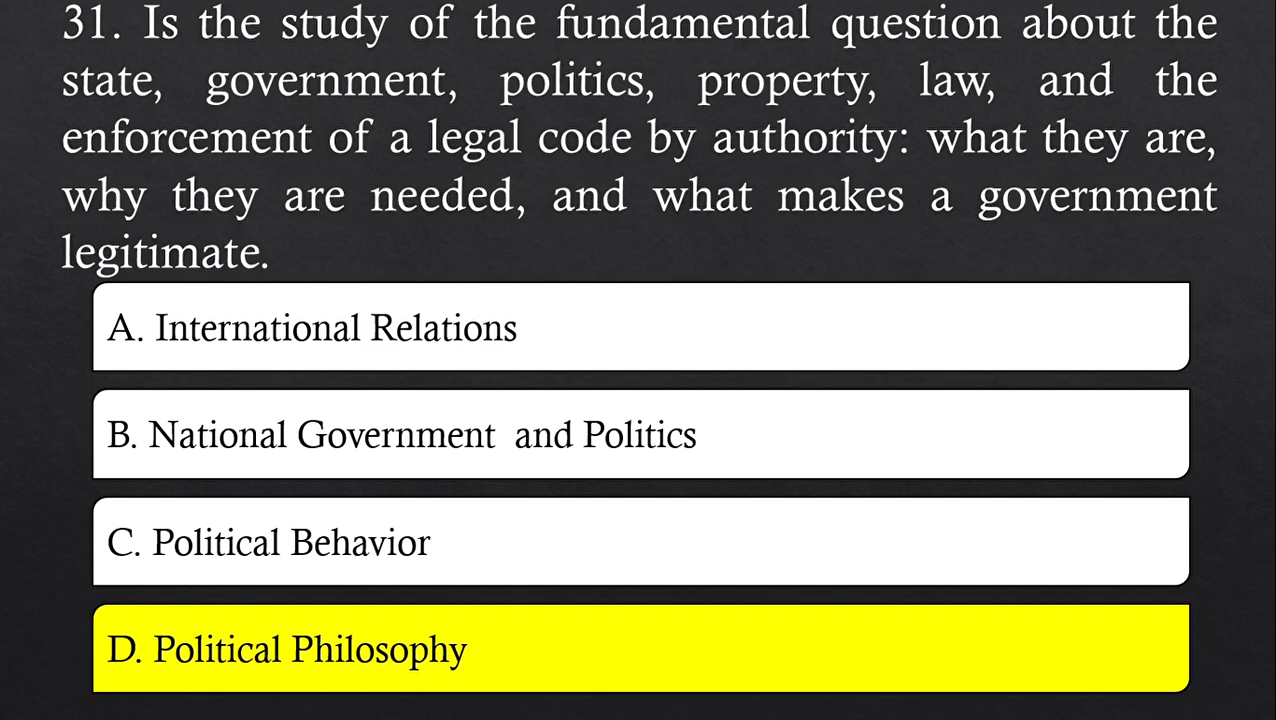 31. Is the study of the fundamental question about the
state, government, politics, property, law, and the
enforcement of a legal code by authority: what they are,
why they are needed, and what makes a government
legitimate.
A. International Relations
B. National Government  and Politics
C. Political Behavior
D. Political Philosophy